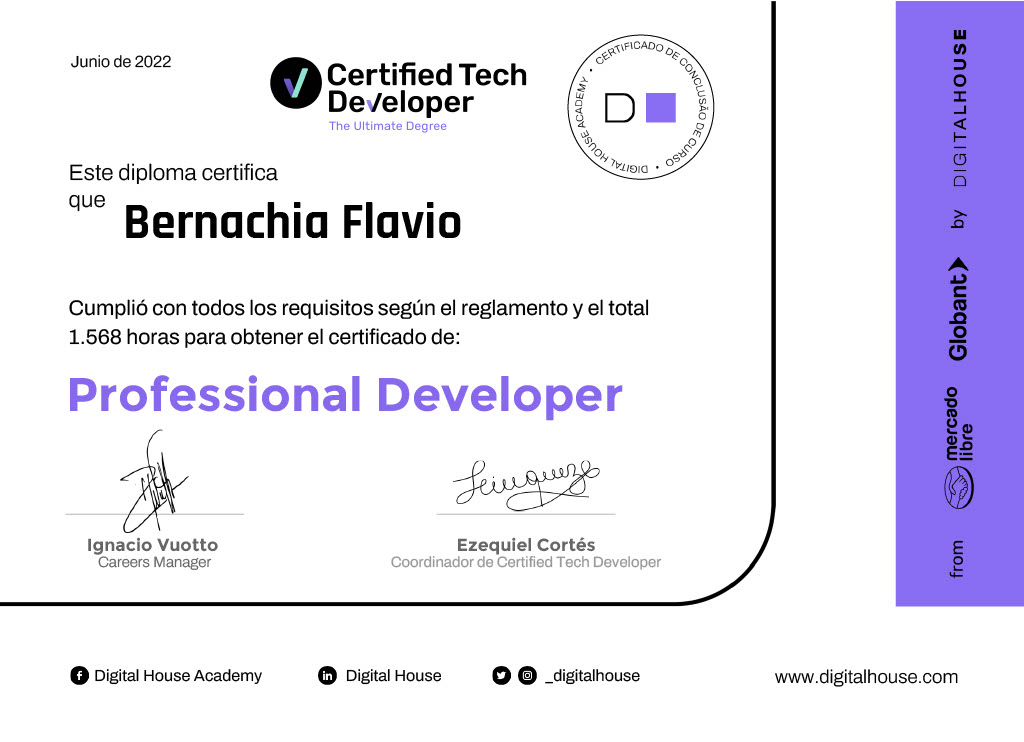 Junio de 2022
Certified Tech
Developer
The Ultimate Degree
CERTIFICADO DE CONCLUSÃO DE CURSO • DIGITAL HOUSE ACADEMY •
D
Este diploma certifica
que Bernachia Flavio
Cumplió con todos los requisitos según el reglamento y el total
1.568 horas para obtener el certificado de:
Professional Developer
Ignacio Vuotto
Careers Manager
Ezequiel Cortés
Coordinador de Certified Tech Developer
from mercado libre Globant by DIGITALHOUSE
Digital House Academy
Digital House
_digitalhouse
www.digitalhouse.com